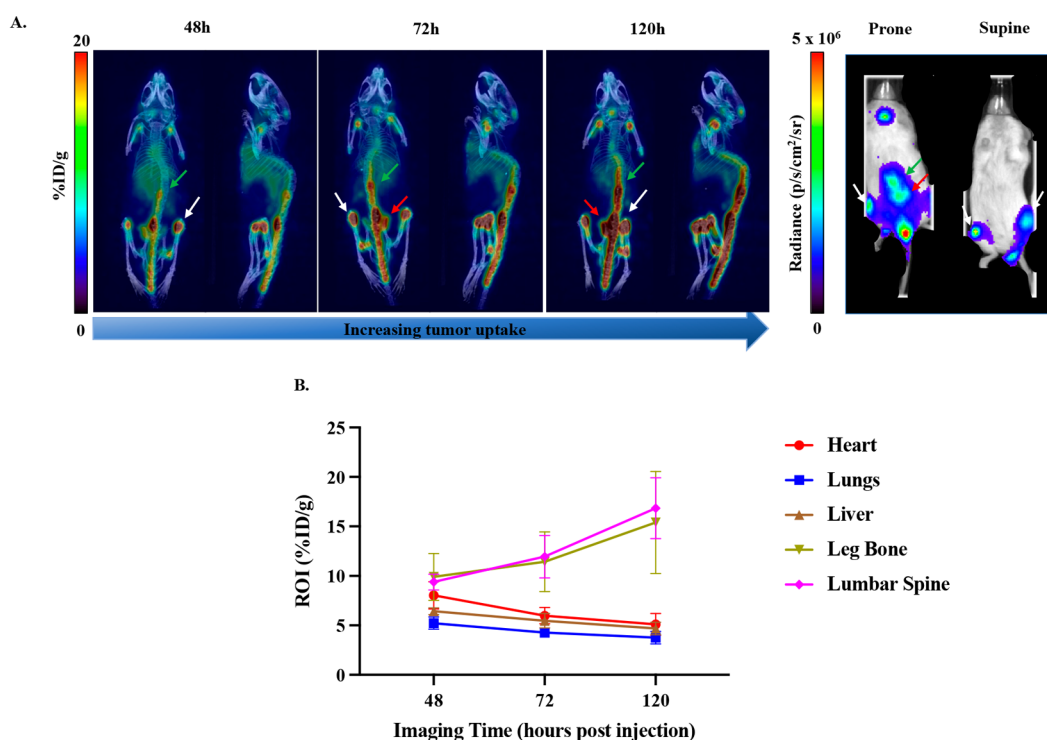 A.
48h
72h
120h
Prone
Supine
20
%ID/g
0
5 x 10⁶
Radiance (p/s/cm²/sr)
0
Increasing tumor uptake
B.
25
20
15
10
5
0
ROI (%ID/g)
48
72
120
Imaging Time (hours post injection)
Heart
Lungs
Liver
Leg Bone
Lumbar Spine